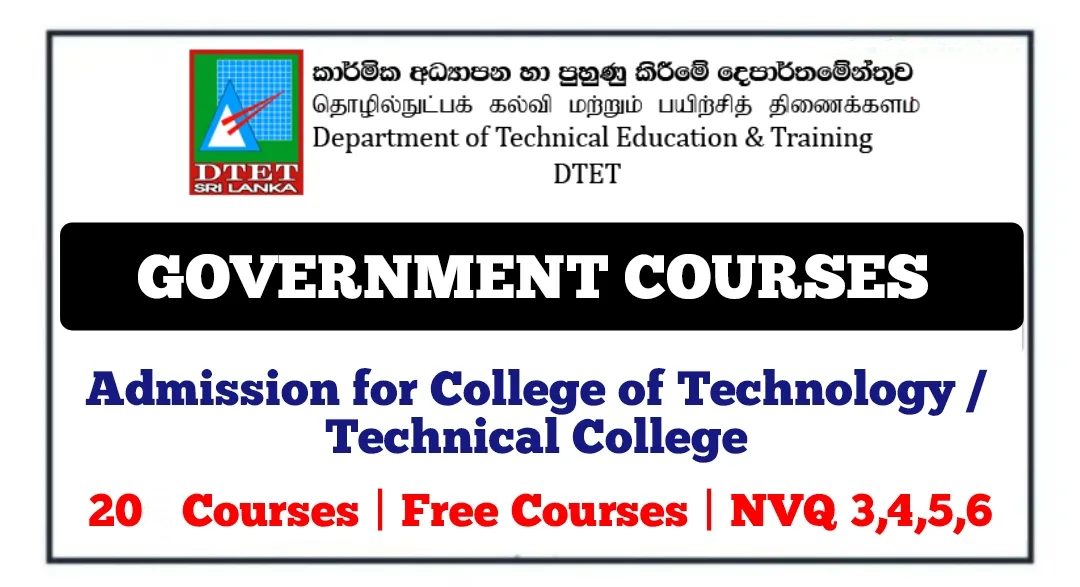 DTET
SRI LANKA
කාර්මික අධ්‍යාපන හා පුහුණු කිරීමේ දෙපාර්තමේන්තුව
தொழில்நுட்பக் கல்வி மற்றும் பயிற்சித் திணைக்களம்
Department of Technical Education & Training
DTET
GOVERNMENT COURSES
Admission for College of Technology /
Technical College
20 Courses | Free Courses | NVQ 3,4,5,6